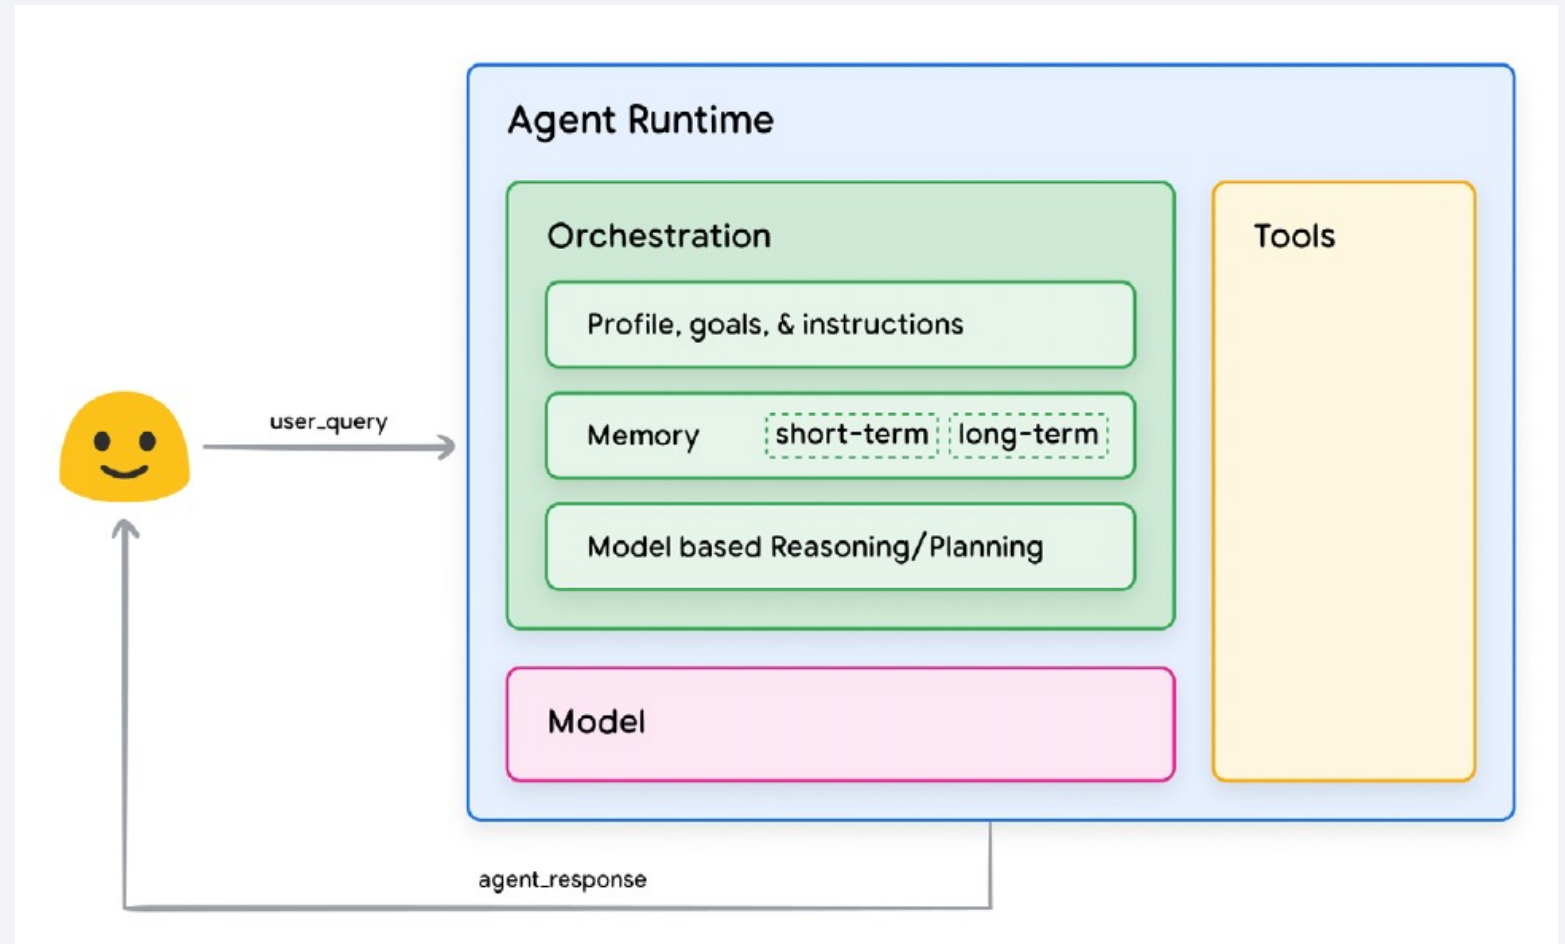 Agent Runtime
Orchestration
Profile, goals, & instructions
Memory short-term long-term
Model based Reasoning/Planning
Model
Tools
user_query
agent_response